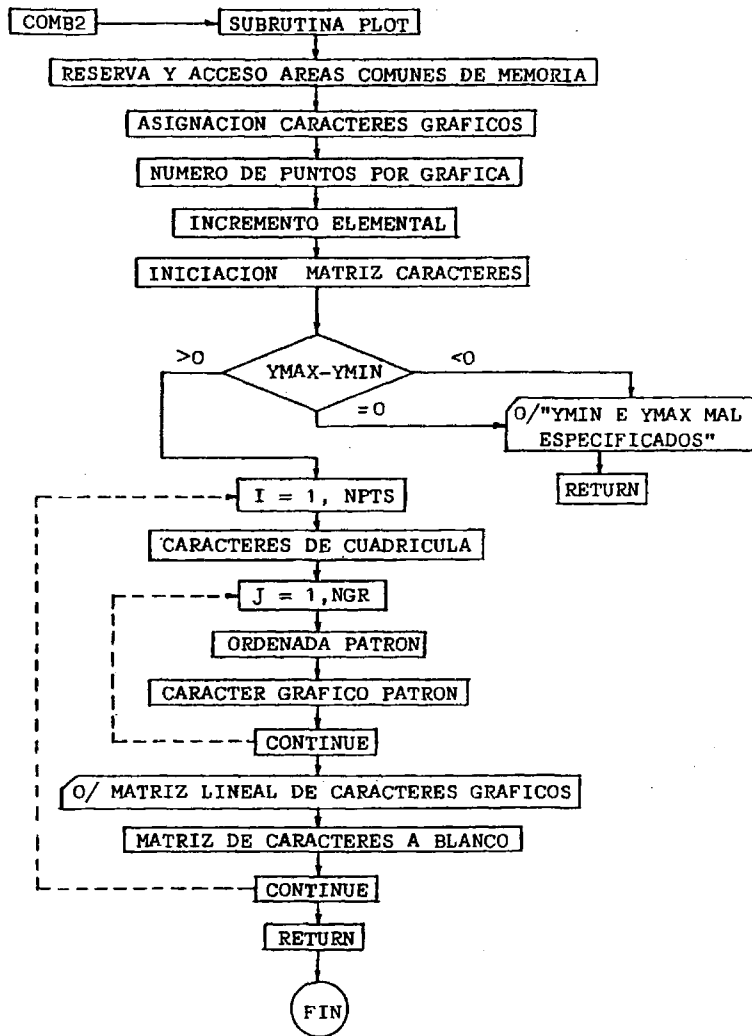 COMB2
SUBRUTINA PLOT
RESERVA Y ACCESO AREAS COMUNES DE MEMORIA
ASIGNACION CARACTERES GRAFICOS
NUMERO DE PUNTOS POR GRAFICA
INCREMENTO ELEMENTAL
INICIACION MATRIZ CARACTERES
>0
YMAX-YMIN
<0
=0
O/"YMIN E YMAX MAL
ESPECIFICADOS"
RETURN
I = 1, NPTS
CARACTERES DE CUADRICULA
J = 1,NGR
ORDENADA PATRON
CARACTER GRAFICO PATRON
CONTINUE
O/ MATRIZ LINEAL DE CARACTERES GRAFICOS
MATRIZ DE CARACTERES A BLANCO
CONTINUE
RETURN
FIN